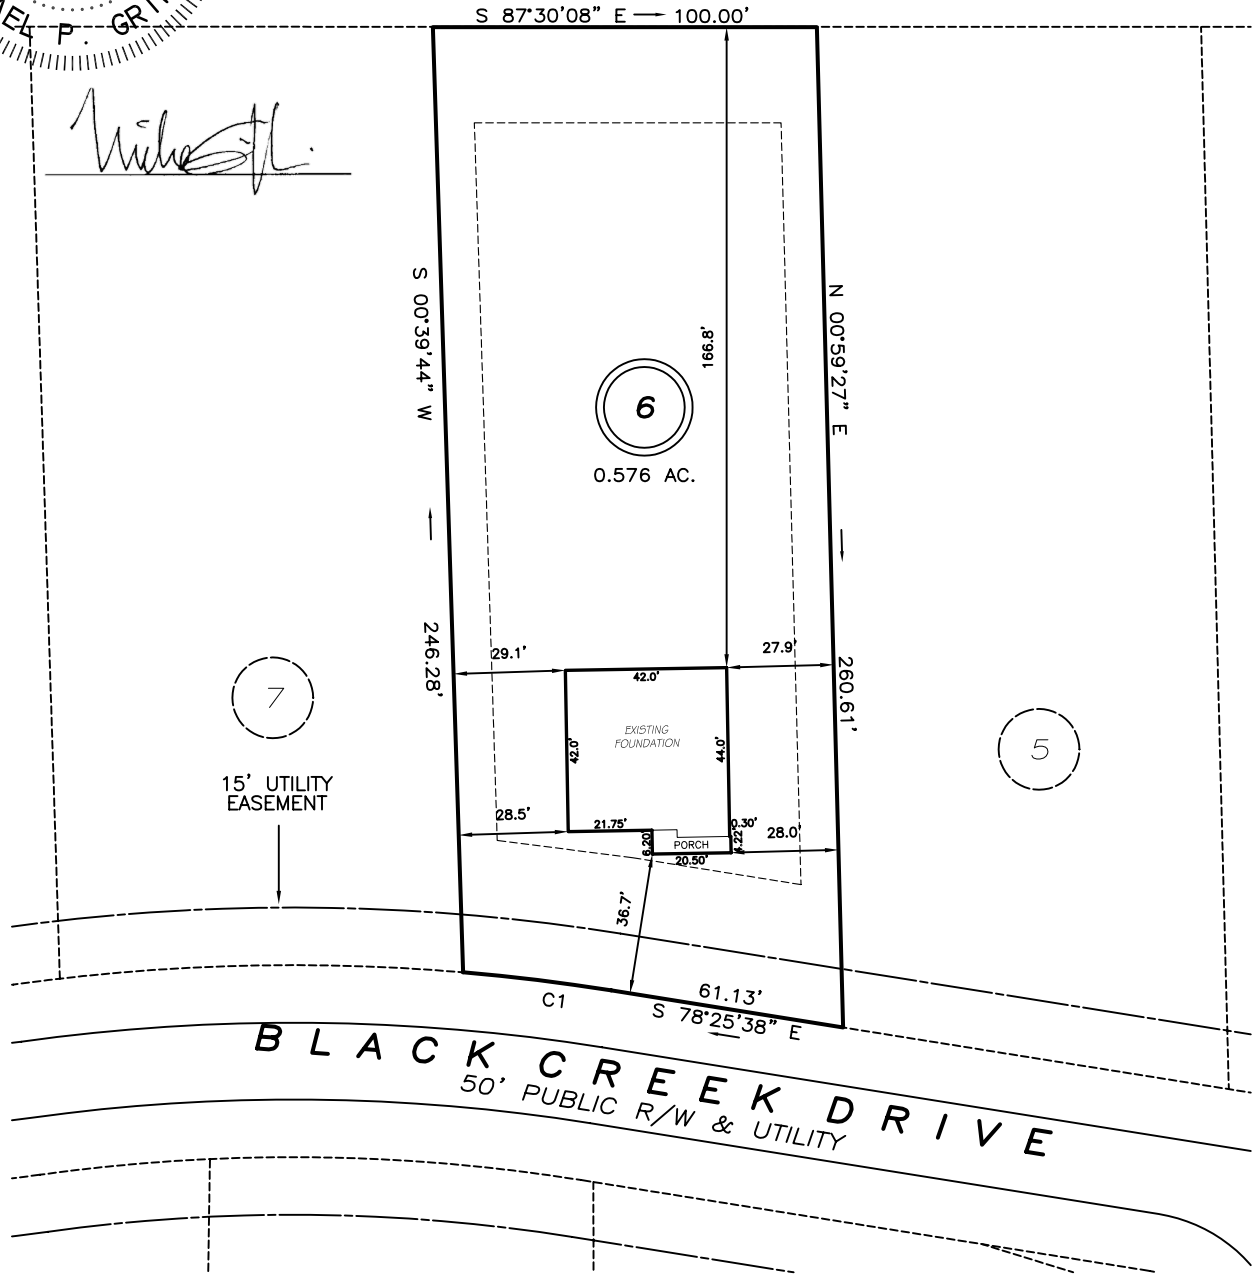 S 87°30'08" E 100.00'
P. GRI
S 00°39'44" W
246.28'
N 00°59'27" E
260.61'
166.8'
6
0.576 AC.
29.1'
27.9'
42.0'
EXISTING
FOUNDATION
42.0'
44.0'
7
5
15' UTILITY
EASEMENT
28.5'
21.75'
0.30'
28.0'
6.20'
PORCH
4.22'
20.50'
36.7'
C1
61.13'
S 78°25'38" E
BLACK CREEK DRIVE
50' PUBLIC R/W & UTILITY